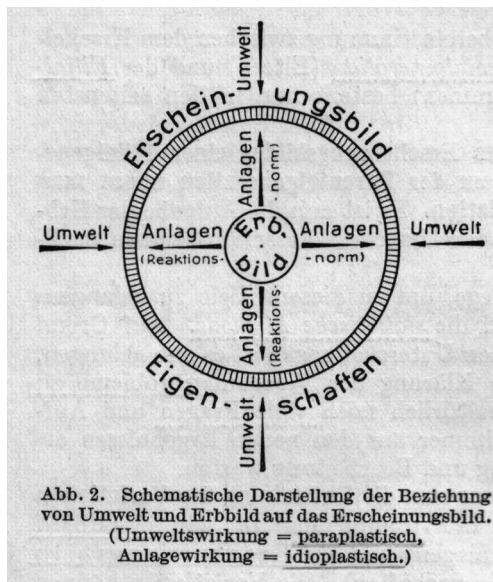 Umwelt
Erschein- ungsbild
Anlagen
-norm)
Umwelt
Anlagen
(Reaktions-
Erb-
bild
Anlagen
-norm)
Umwelt
Anlagen
(Reaktions-
Eigen- schaften
Umwelt
Abb. 2. Schematische Darstellung der Beziehung
von Umwelt und Erbbild auf das Erscheinungsbild.
(Umweltswirkung = paraplastisch,
Anlagewirkung = idioplastisch.)